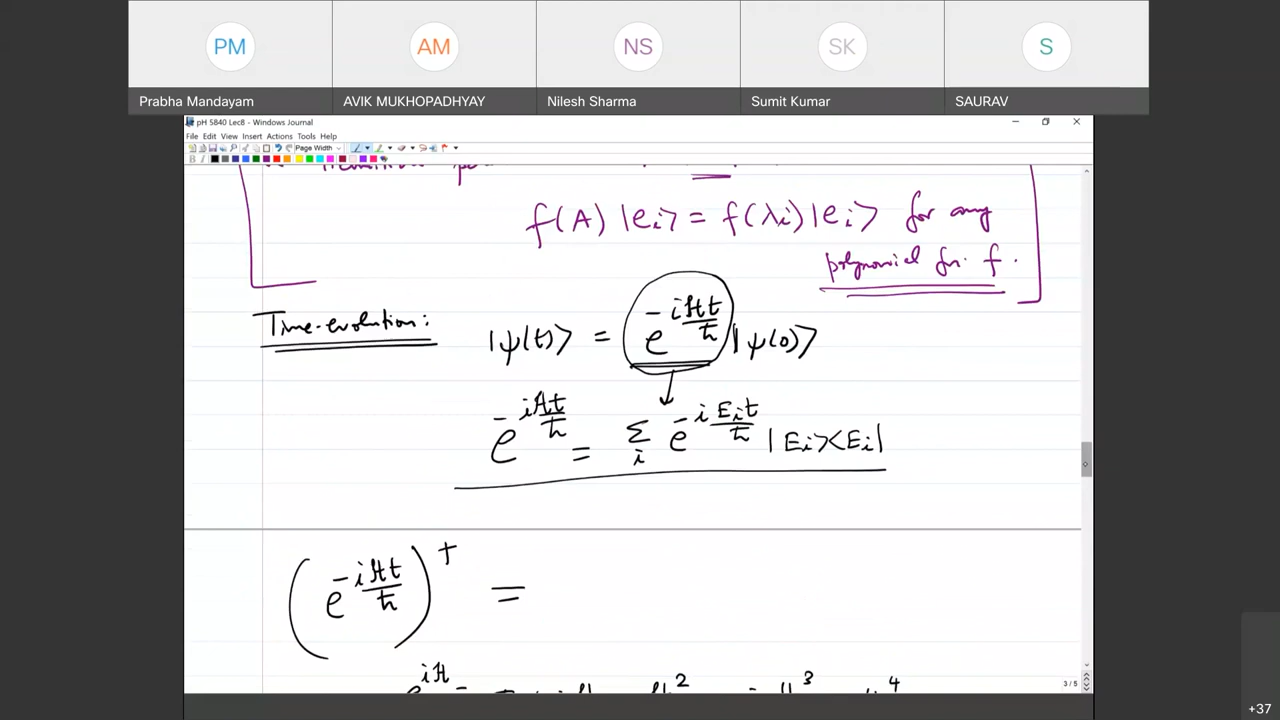 PM AM NS SK S
Prabha Mandayam AVIK MUKHOPADHYAY Nilesh Sharma Sumit Kumar SAURAV
pH 5840 Lec8 - Windows Journal
File Edit View Insert Actions Tools Help
Page Width
B I
f(A) |ei> = f(λi) |ei> for any
polynomial fn. f.
Time-evolution: |ψ(t)> = e^{-iHt/ħ} |ψ(0)>
e^{-iHt/ħ} = Σ_i e^{-iE_it/ħ} |Ei><Ei|
(e^{-iHt/ħ})† =
3 / 5
+37